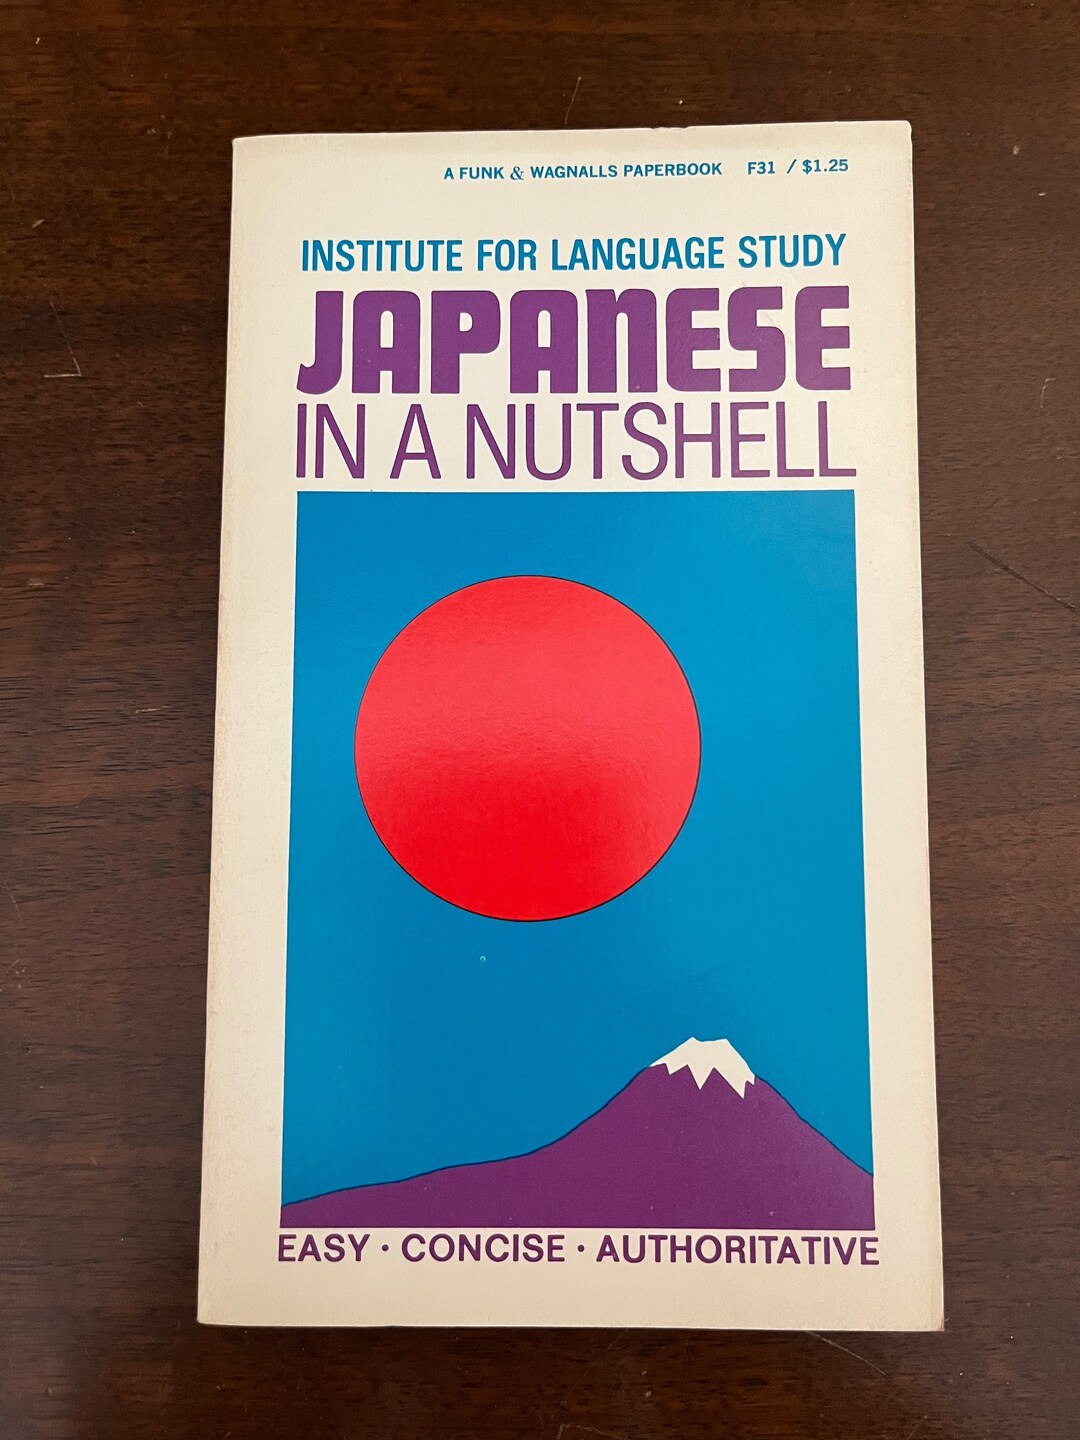 A FUNK & WAGNALLS PAPERBOOK F31 / $1.25
INSTITUTE FOR LANGUAGE STUDY
JAPANESE
IN A NUTSHELL
EASY · CONCISE · AUTHORITATIVE